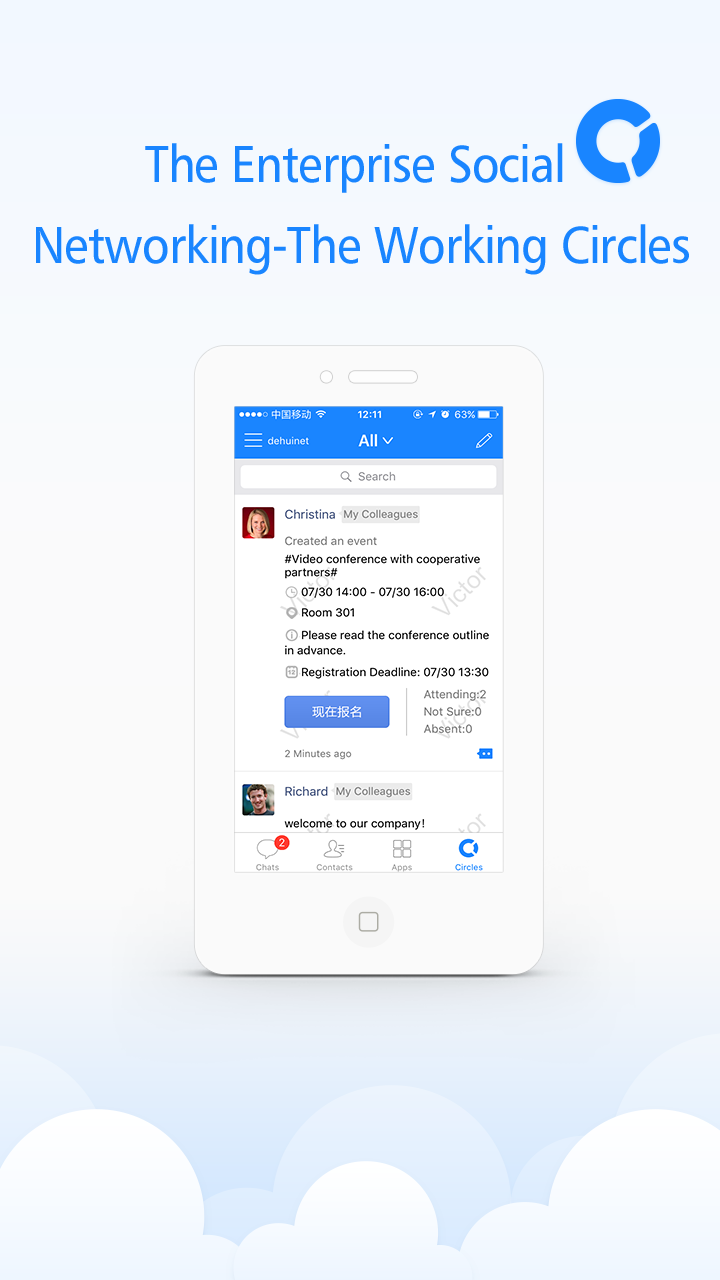 The Enterprise Social
Networking-The Working Circles
中国移动 12:11 63%
dehuinet All
Search
Christina My Colleagues
Created an event
#Video conference with cooperative
partners#
07/30 14:00 - 07/30 16:00
Victor Victor
Room 301
Please read the conference outline
in advance.
12 Registration Deadline: 07/30 13:30
现在报名
Attending:2
Not Sure:0
Absent:0
Victor
2 Minutes ago
Richard My Colleagues
welcome to our company!
2
Chats Contacts Apps Circles